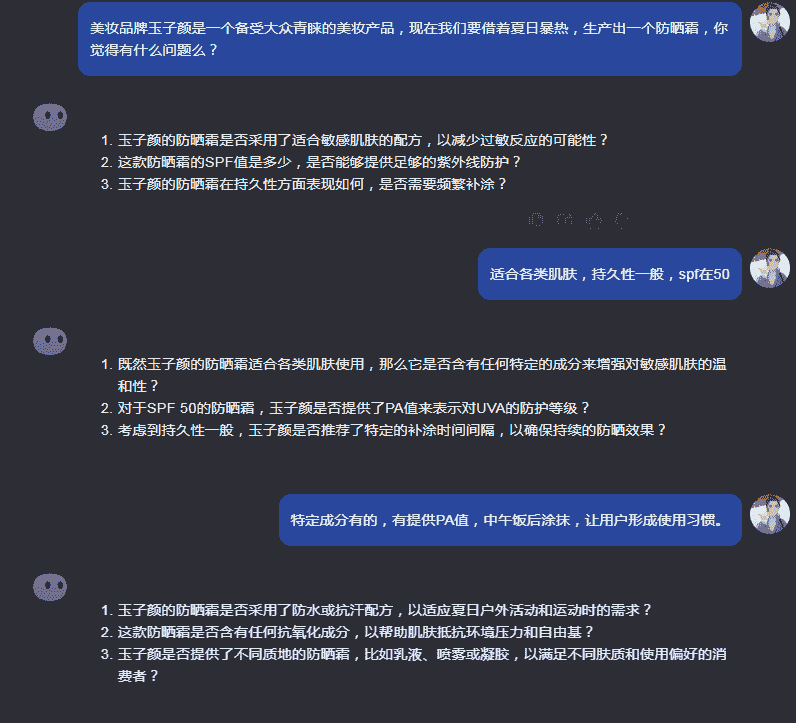 美妆品牌玉子颜是一个备受大众青睐的美妆产品，现在我们要借着夏日暴热，生产出一个防晒霜，你
觉得有什么问题么？
1. 玉子颜的防晒霜是否采用了适合敏感肌肤的配方，以减少过敏反应的可能性？
2. 这款防晒霜的SPF值是多少，是否能够提供足够的紫外线防护？
3. 玉子颜的防晒霜在持久性方面表现如何，是否需要频繁补涂？
适合各类肌肤，持久性一般，spf在50
1. 既然玉子颜的防晒霜适合各类肌肤使用，那么它是否含有任何特定的成分来增强对敏感肌肤的温
和性？
2. 对于SPF 50的防晒霜，玉子颜是否提供了PA值来表示对UVA的防护等级？
3. 考虑到持久性一般，玉子颜是否推荐了特定的补涂时间间隔，以确保持续的防晒效果？
特定成分有的，有提供PA值，中午饭后涂抹，让用户形成使用习惯。
1. 玉子颜的防晒霜是否采用了防水或抗汗配方，以适应夏日户外活动和运动时的需求？
2. 这款防晒霜是否含有任何抗氧化成分，以帮助肌肤抵抗环境压力和自由基？
3. 玉子颜是否提供了不同质地的防晒霜，比如乳液、喷雾或凝胶，以满足不同肤质和使用偏好的消
费者？